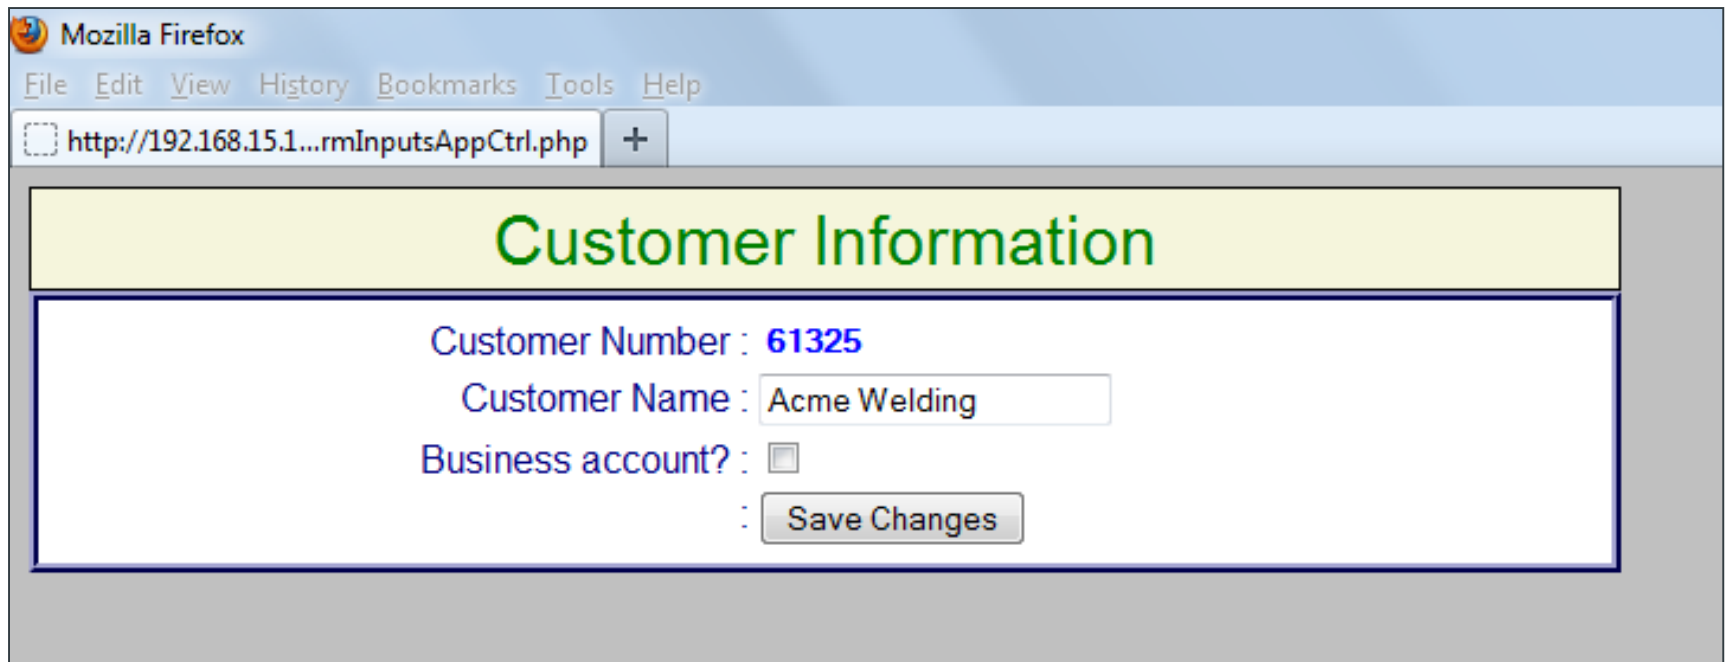 Mozilla Firefox
File Edit View History Bookmarks Tools Help
http://192.168.15.1...rmInputsAppCtrl.php +
Customer Information
Customer Number : 61325
Customer Name : Acme Welding
Business account? :
: Save Changes